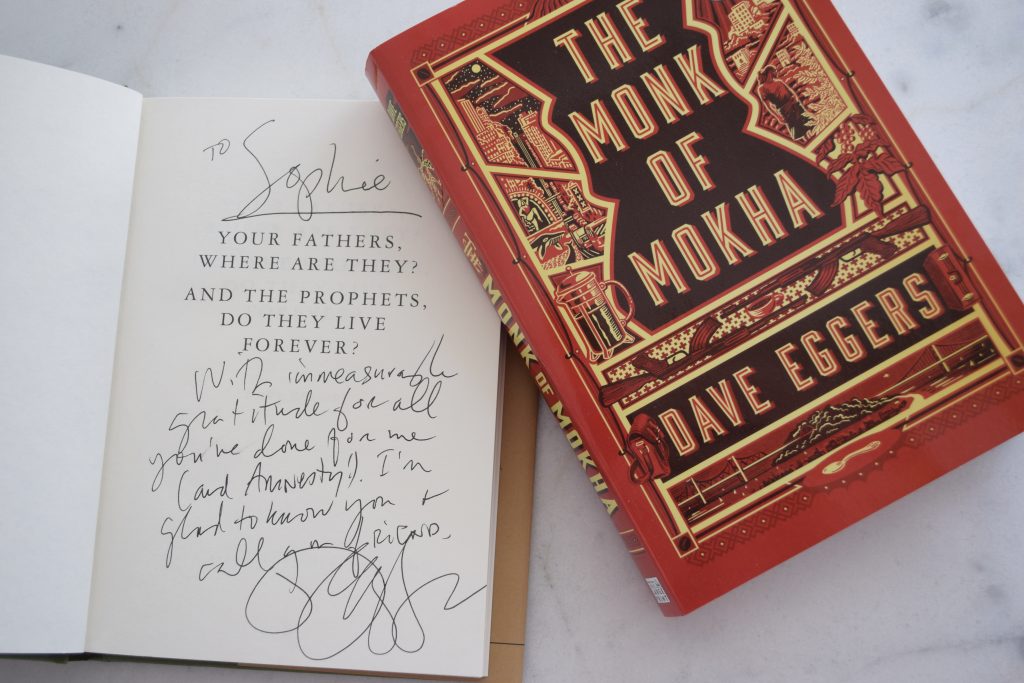 TO Sophie
YOUR FATHERS,
WHERE ARE THEY?
AND THE PROPHETS,
DO THEY LIVE
FOREVER?
With immeasurable
gratitude for all
you've done for me
(and Amnesty!). I'm
glad to know you +
call you friend.
THE
MONK
OF
MOKHA
DAVE EGGERS
THE MONK OF MOKHA